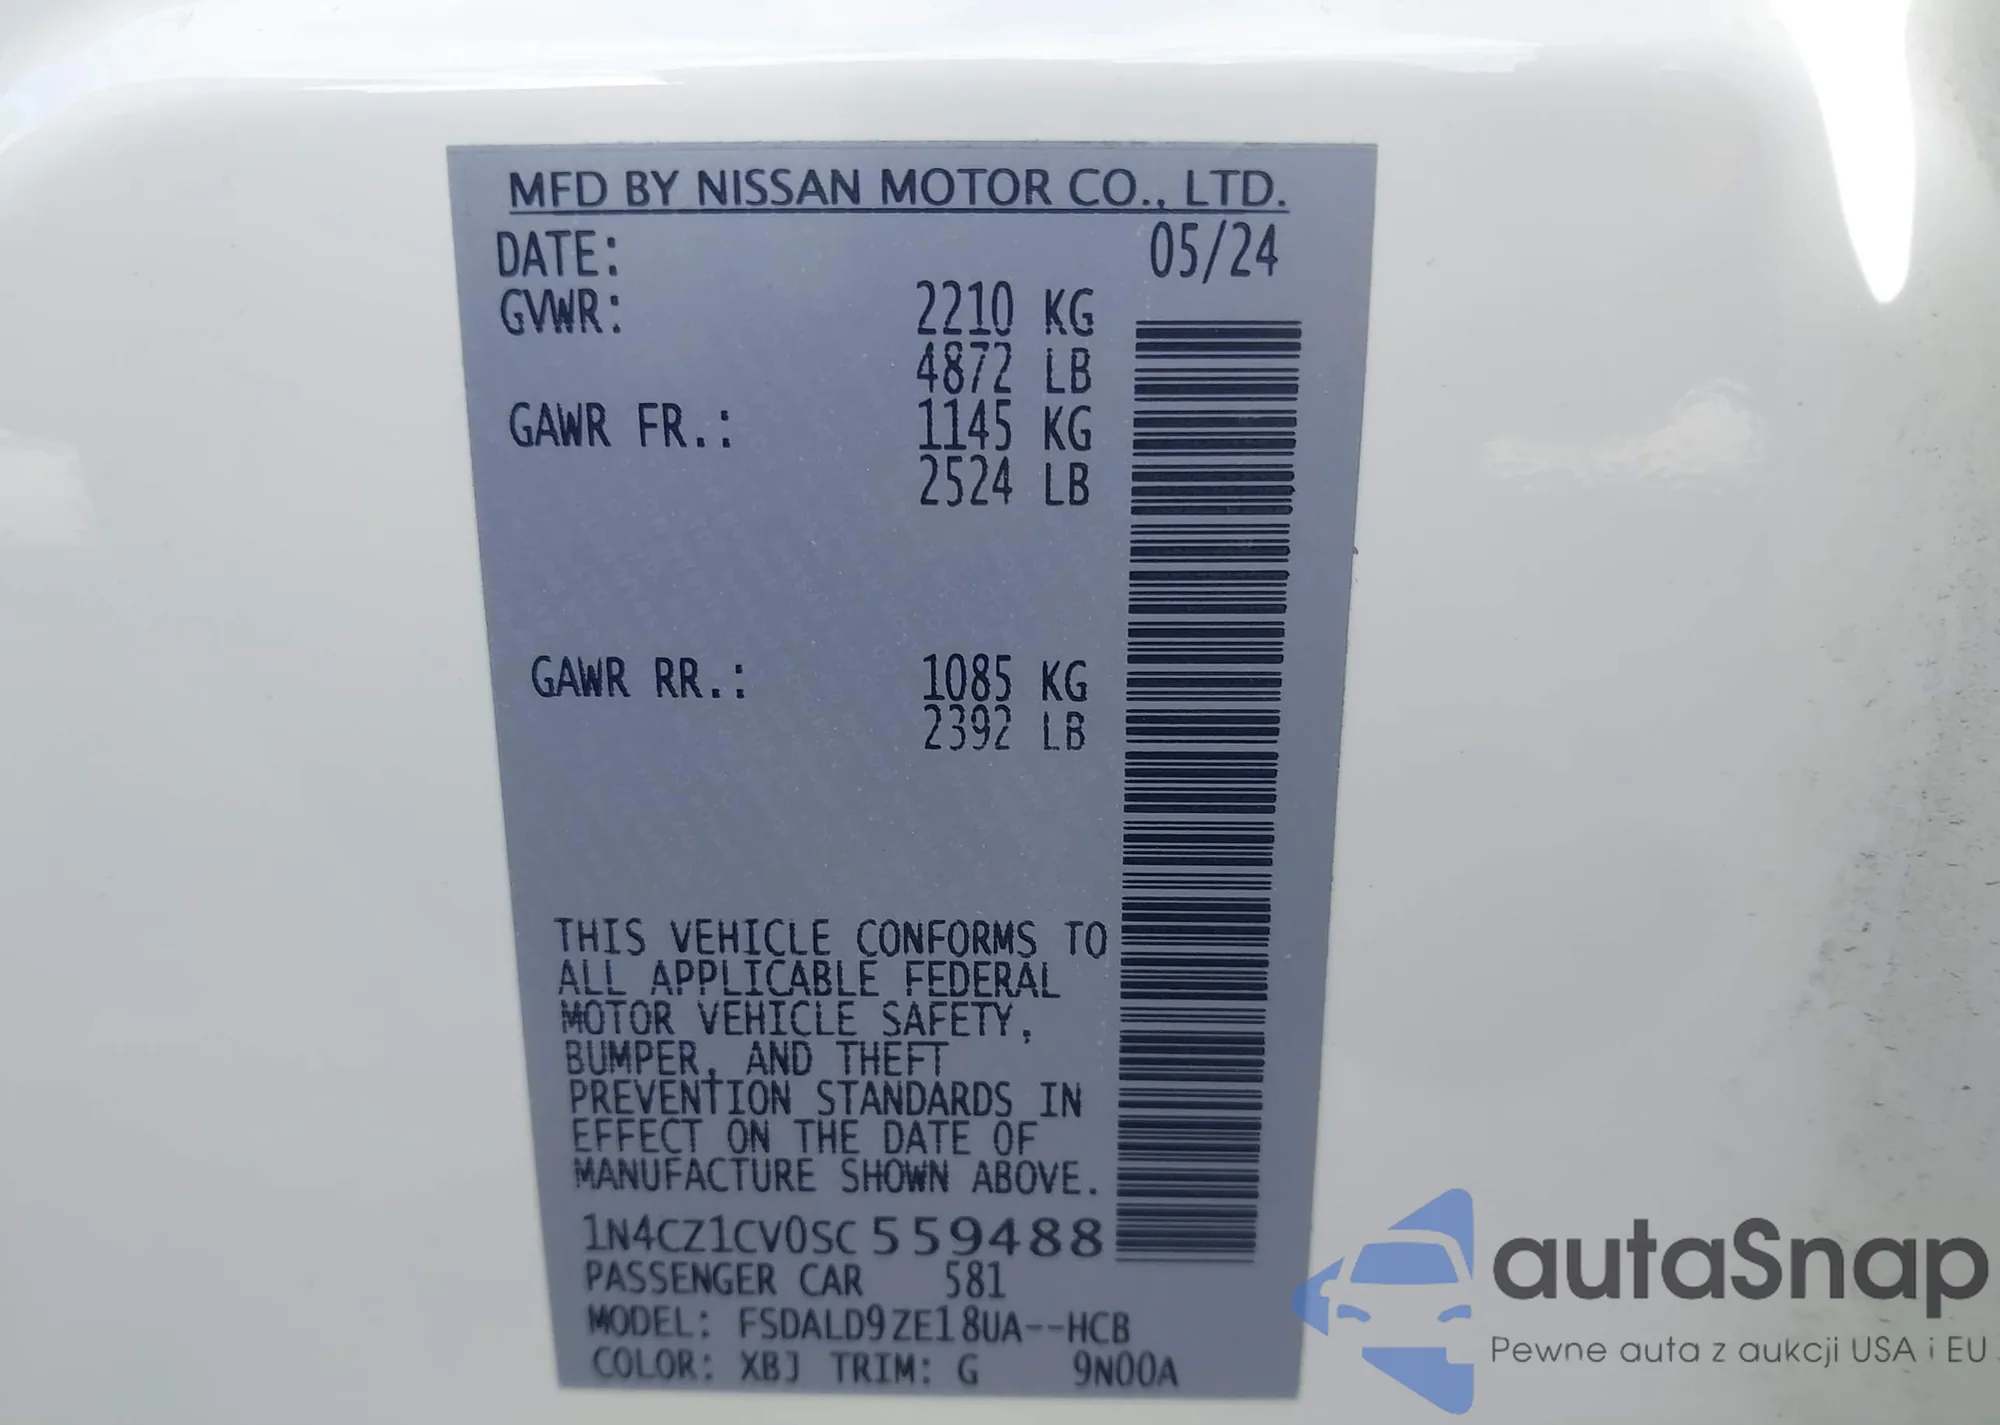 MFD BY NISSAN MOTOR CO., LTD.
DATE: 05/24
GVWR: 2210 KG
4872 LB
GAWR FR.: 1145 KG
2524 LB
GAWR RR.: 1085 KG
2392 LB
THIS VEHICLE CONFORMS TO
ALL APPLICABLE FEDERAL
MOTOR VEHICLE SAFETY,
BUMPER, AND THEFT
PREVENTION STANDARDS IN
EFFECT ON THE DATE OF
MANUFACTURE SHOWN ABOVE.
1N4CZ1CV0SC559488
PASSENGER CAR 581
MODEL: FSDALD9ZE18UA--HCB
COLOR: XBJ TRIM: G 9N00A
autaSnap
Pewne auta z aukcji USA i EU